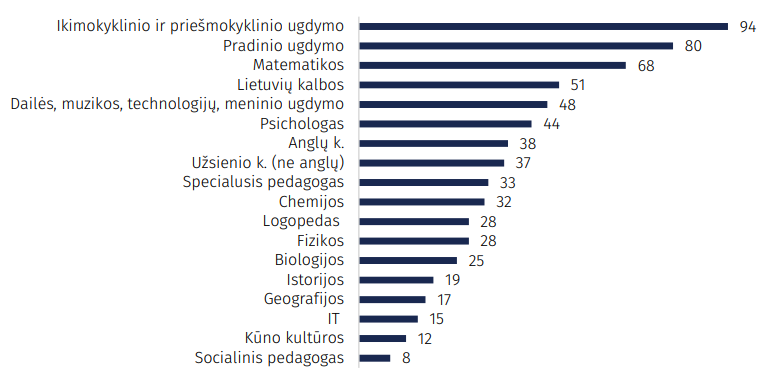 Ikimokyklinio ir priešmokyklinio ugdymo 94
Pradinio ugdymo 80
Matematikos 68
Lietuvių kalbos 51
Dailės, muzikos, technologijų, meninio ugdymo 48
Psichologas 44
Anglų k. 38
Užsienio k. (ne anglų) 37
Specialusis pedagogas 33
Chemijos 32
Logopedas 28
Fizikos 28
Biologijos 25
Istorijos 19
Geografijos 17
IT 15
Kūno kultūros 12
Socialinis pedagogas 8